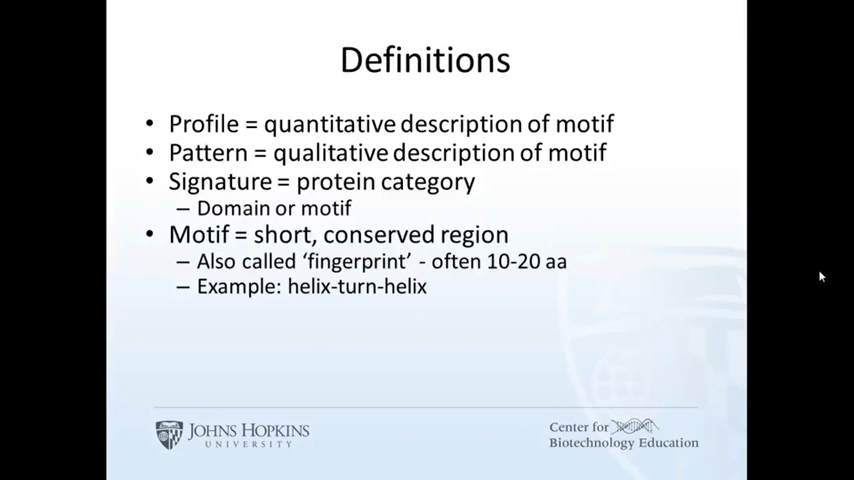 Definitions
• Profile = quantitative description of motif
• Pattern = qualitative description of motif
• Signature = protein category
– Domain or motif
• Motif = short, conserved region
– Also called ‘fingerprint’ - often 10-20 aa
– Example: helix-turn-helix
JOHNS HOPKINS
UNIVERSITY
Center for
Biotechnology Education